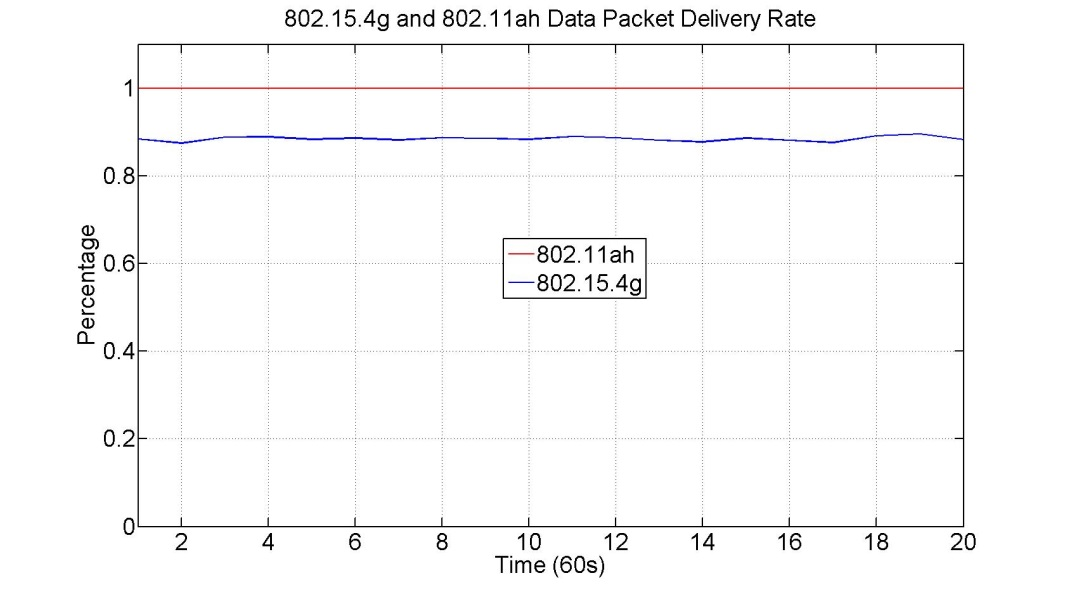 802.15.4g and 802.11ah Data Packet Delivery Rate
1
0.8
0.6
0.4
0.2
0
Percentage
802.11ah
802.15.4g
2 4 6 8 10 12 14 16 18 20
Time (60s)